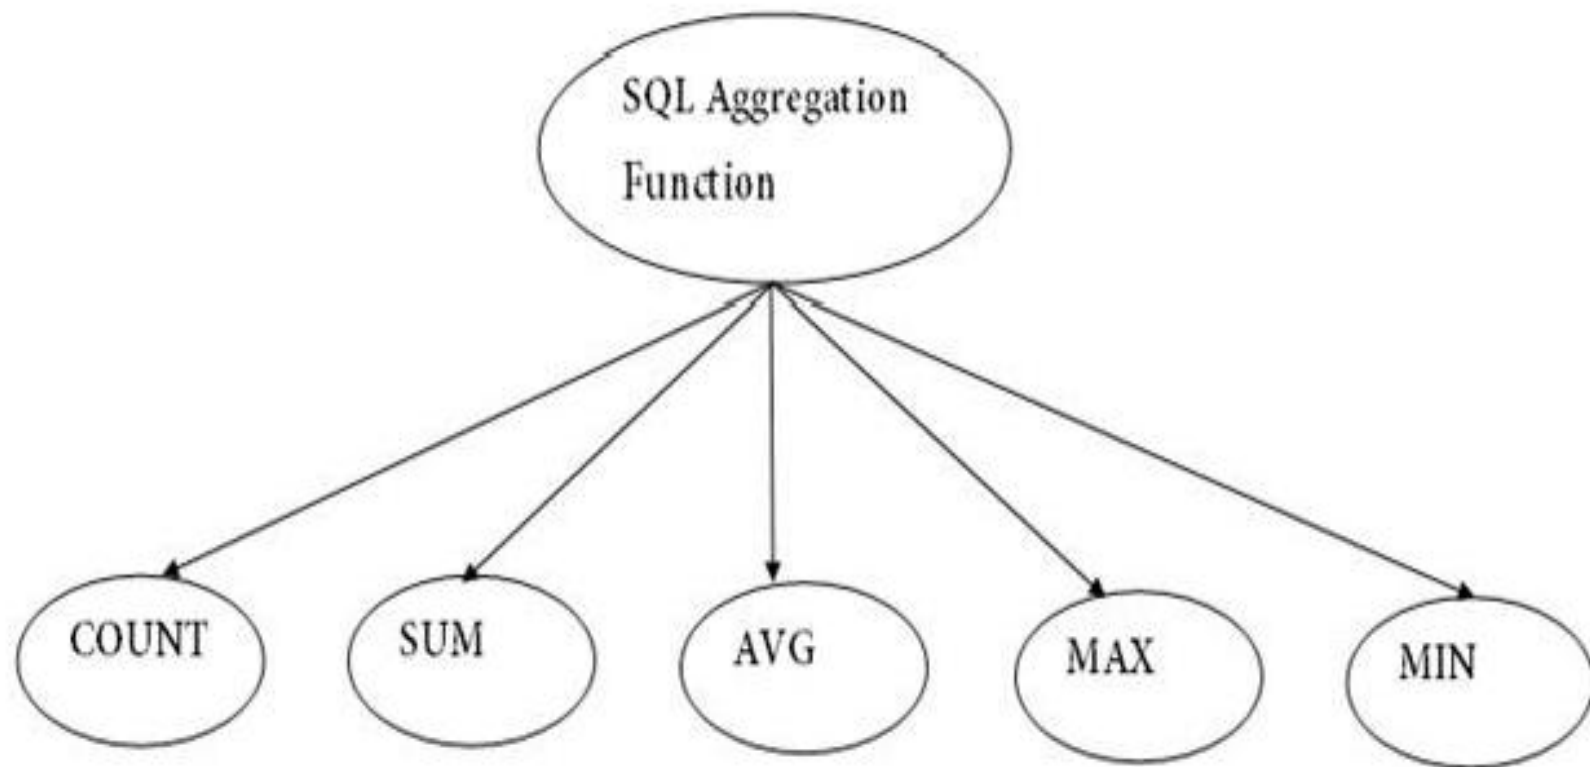 SQL Aggregation
Function
COUNT
SUM
AVG
MAX
MIN